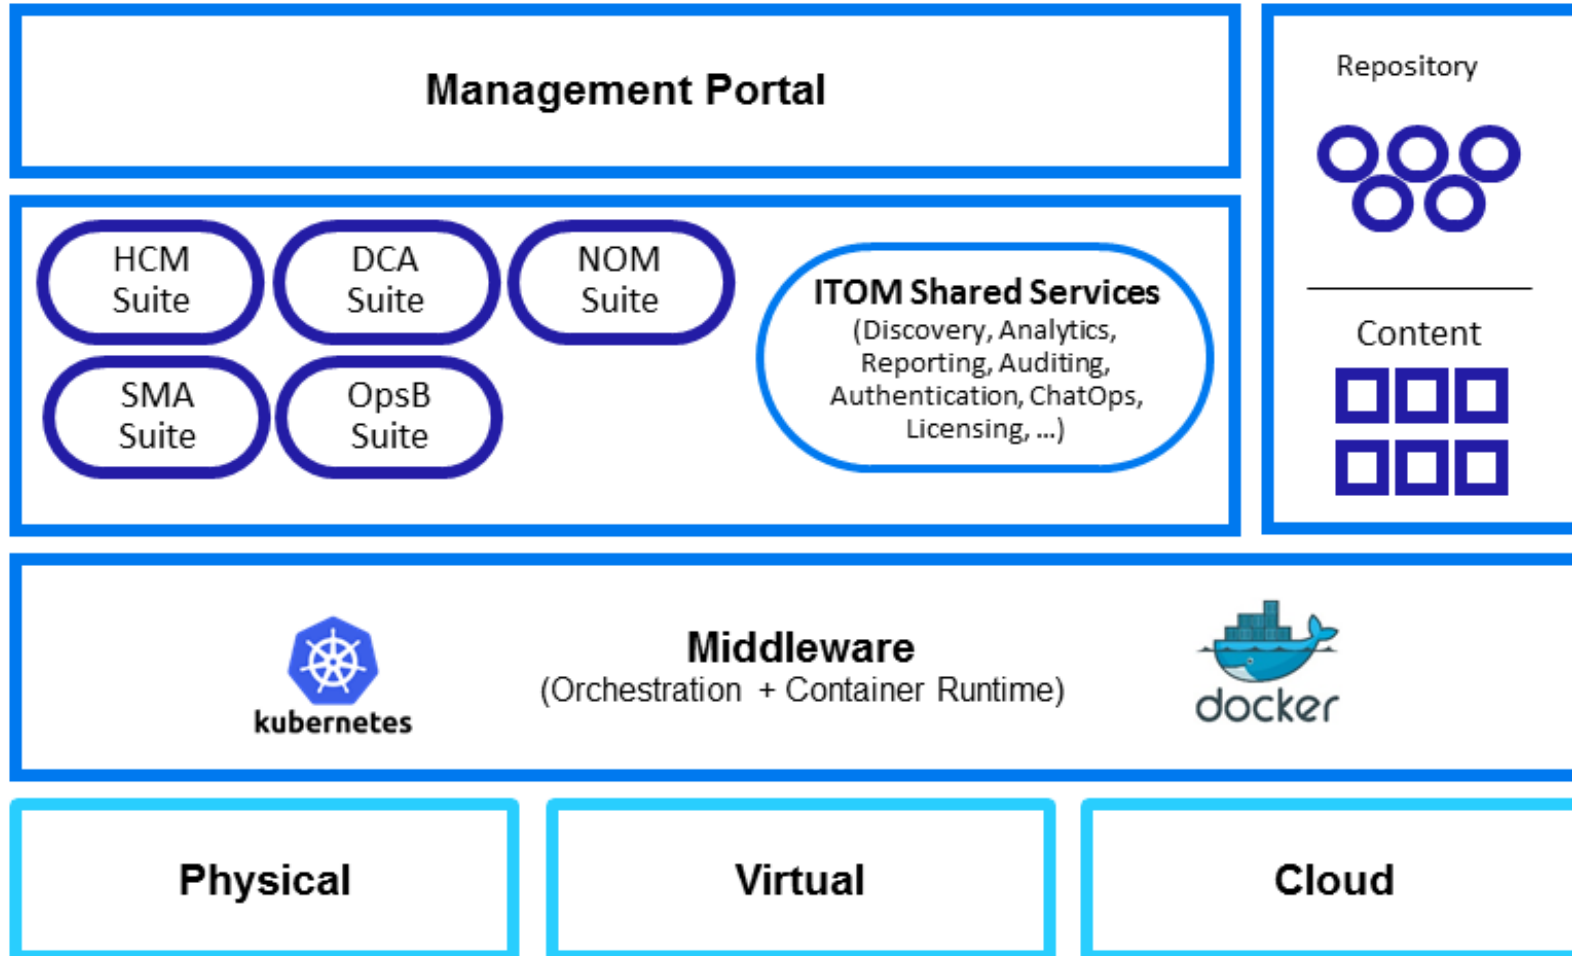 Management Portal
Repository
HCM
Suite
DCA
Suite
NOM
Suite
SMA
Suite
OpsB
Suite
ITOM Shared Services
(Discovery, Analytics,
Reporting, Auditing,
Authentication, ChatOps,
Licensing, ...)
Content
kubernetes
Middleware
(Orchestration + Container Runtime)
docker
Physical
Virtual
Cloud